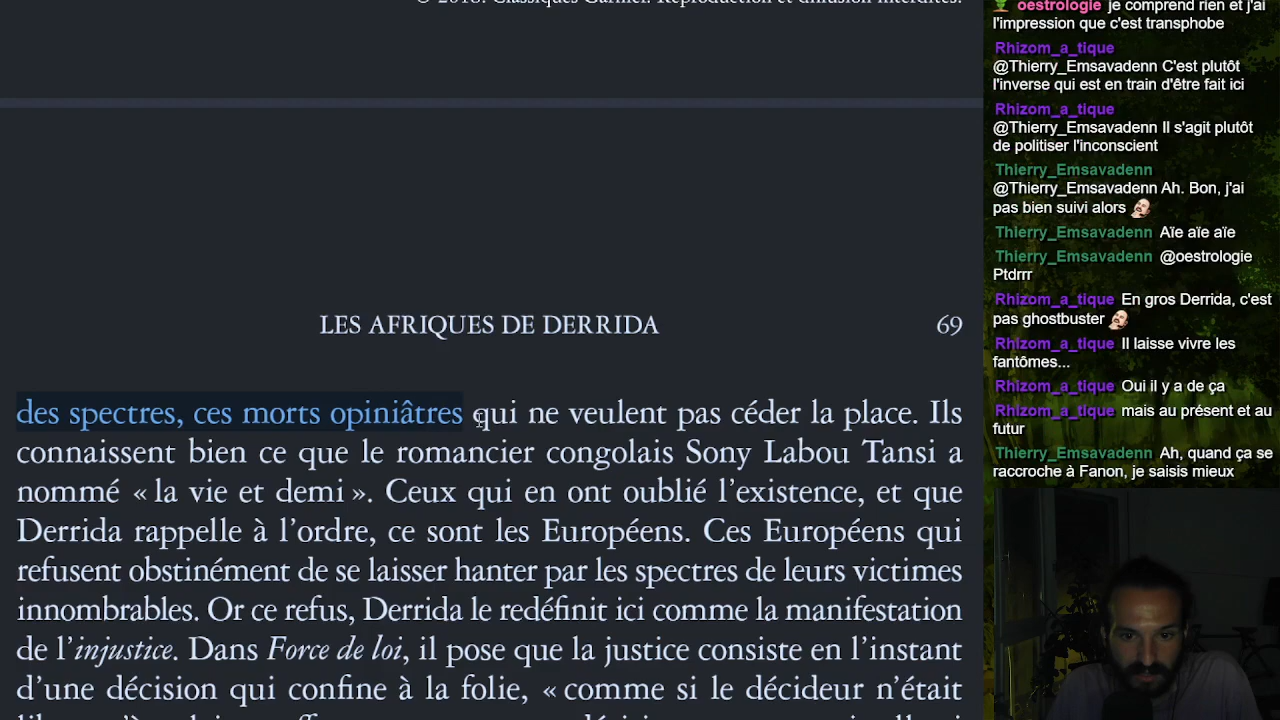 © 2018. Classiques Garnier. Reproduction et diffusion interdites.
LES AFRIQUES DE DERRIDA 69
des spectres, ces morts opiniâtres qui ne veulent pas céder la place. Ils
connaissent bien ce que le romancier congolais Sony Labou Tansi a
nommé « la vie et demi ». Ceux qui en ont oublié l’existence, et que
Derrida rappelle à l’ordre, ce sont les Européens. Ces Européens qui
refusent obstinément de se laisser hanter par les spectres de leurs victimes
innombrables. Or ce refus, Derrida le redéfinit ici comme la manifestation
de l’injustice. Dans Force de loi, il pose que la justice consiste en l’instant
d’une décision qui confine à la folie, « comme si le décideur n’était
oestrologie je comprend rien et j'ai
l'impression que c'est transphobe
Rhizom_a_tique
@Thierry_Emsavadenn C'est plutôt
l'inverse qui est en train d'être fait ici
Rhizom_a_tique
@Thierry_Emsavadenn Il s'agit plutôt
de politiser l'inconscient
Thierry_Emsavadenn
@Thierry_Emsavadenn Ah. Bon, j'ai
pas bien suivi alors
Thierry_Emsavadenn Aïe aïe aïe
Thierry_Emsavadenn @oestrologie
Ptdrrr
Rhizom_a_tique En gros Derrida, c'est
pas ghostbuster
Rhizom_a_tique Il laisse vivre les
fantômes...
Rhizom_a_tique Oui il y a de ça
Rhizom_a_tique mais au présent et au
futur
Thierry_Emsavadenn Ah, quand ça se
raccroche à Fanon, je saisis mieux